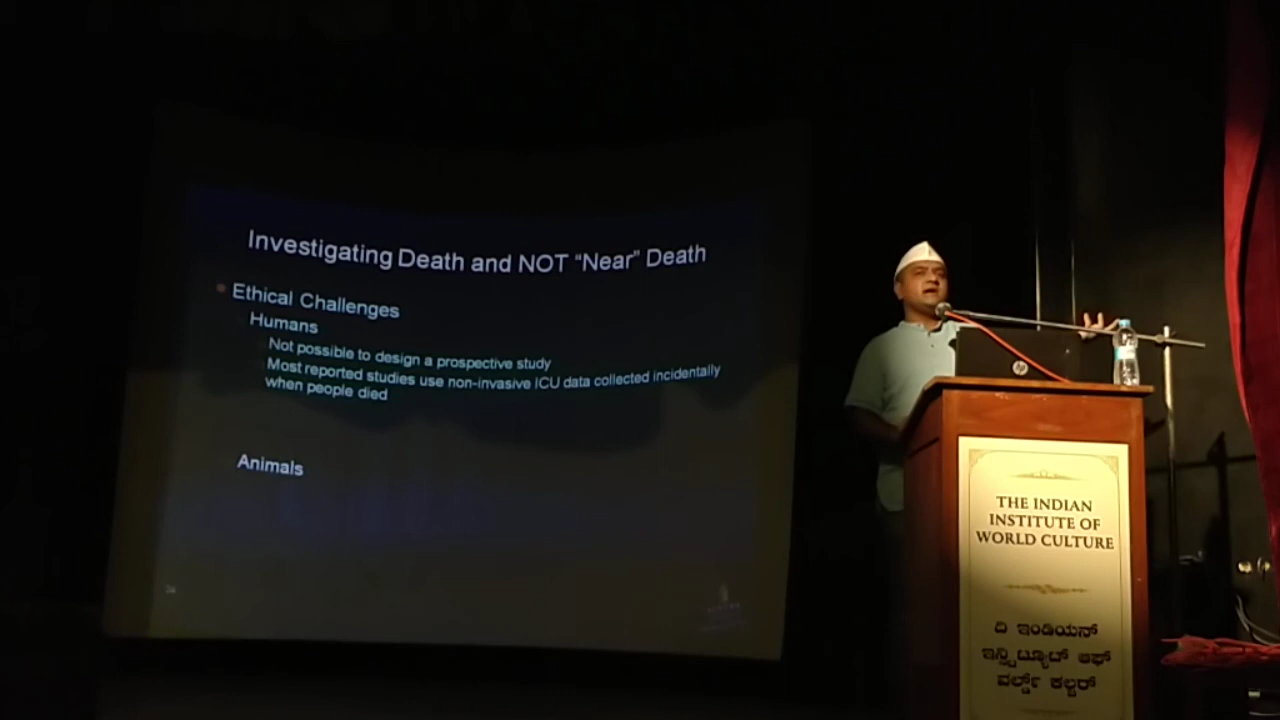 Investigating Death and NOT “Near” Death
Ethical Challenges
Humans
Not possible to design a prospective study
Most reported studies use non-invasive ICU data collected incidentally
when people died
Animals
hp
THE INDIAN
INSTITUTE OF
WORLD CULTURE
ದಿ ಇಂಡಿಯನ್
ಇನ್ಸ್ಟಿಟ್ಯೂಟ್ ಆಫ್
ವರ್ಲ್ಡ್ ಕಲ್ಚರ್